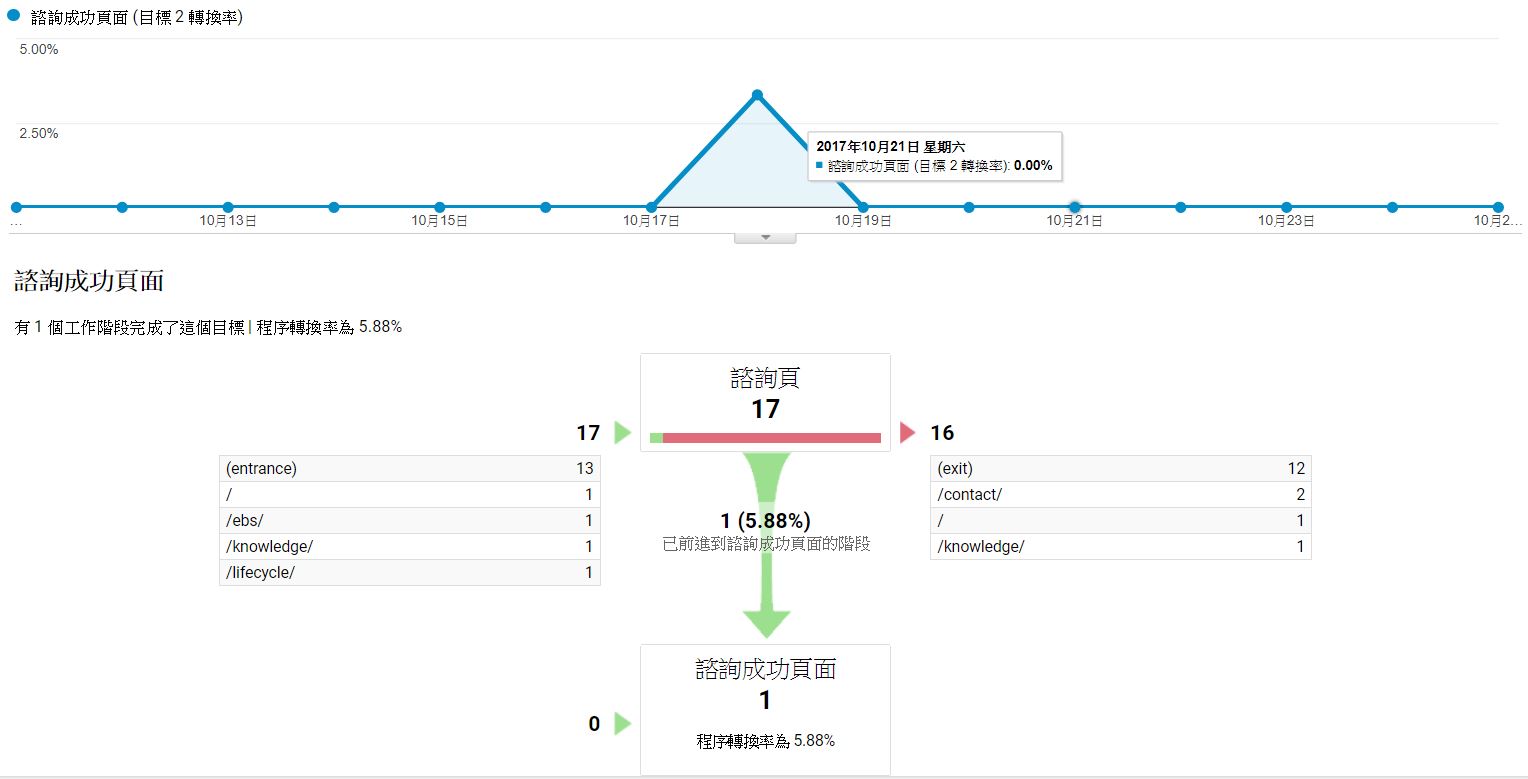 諮詢成功頁面 (目標 2 轉換率)
5.00%
2.50%
2017年10月21日 星期六
諮詢成功頁面 (目標 2 轉換率): 0.00%
... 10月13日 10月15日 10月17日 10月19日 10月21日 10月23日 10月2...
諮詢成功頁面
有 1 個工作階段完成了這個目標 | 程序轉換率為 5.88%
諮詢頁
17
17
16
(entrance) 13
/ 1
/ebs/ 1
/knowledge/ 1
/lifecycle/ 1
(exit) 12
/contact/ 2
/ 1
/knowledge/ 1
1 (5.88%)
已前進到諮詢成功頁面的階段
諮詢成功頁面
1
0
程序轉換率為 5.88%